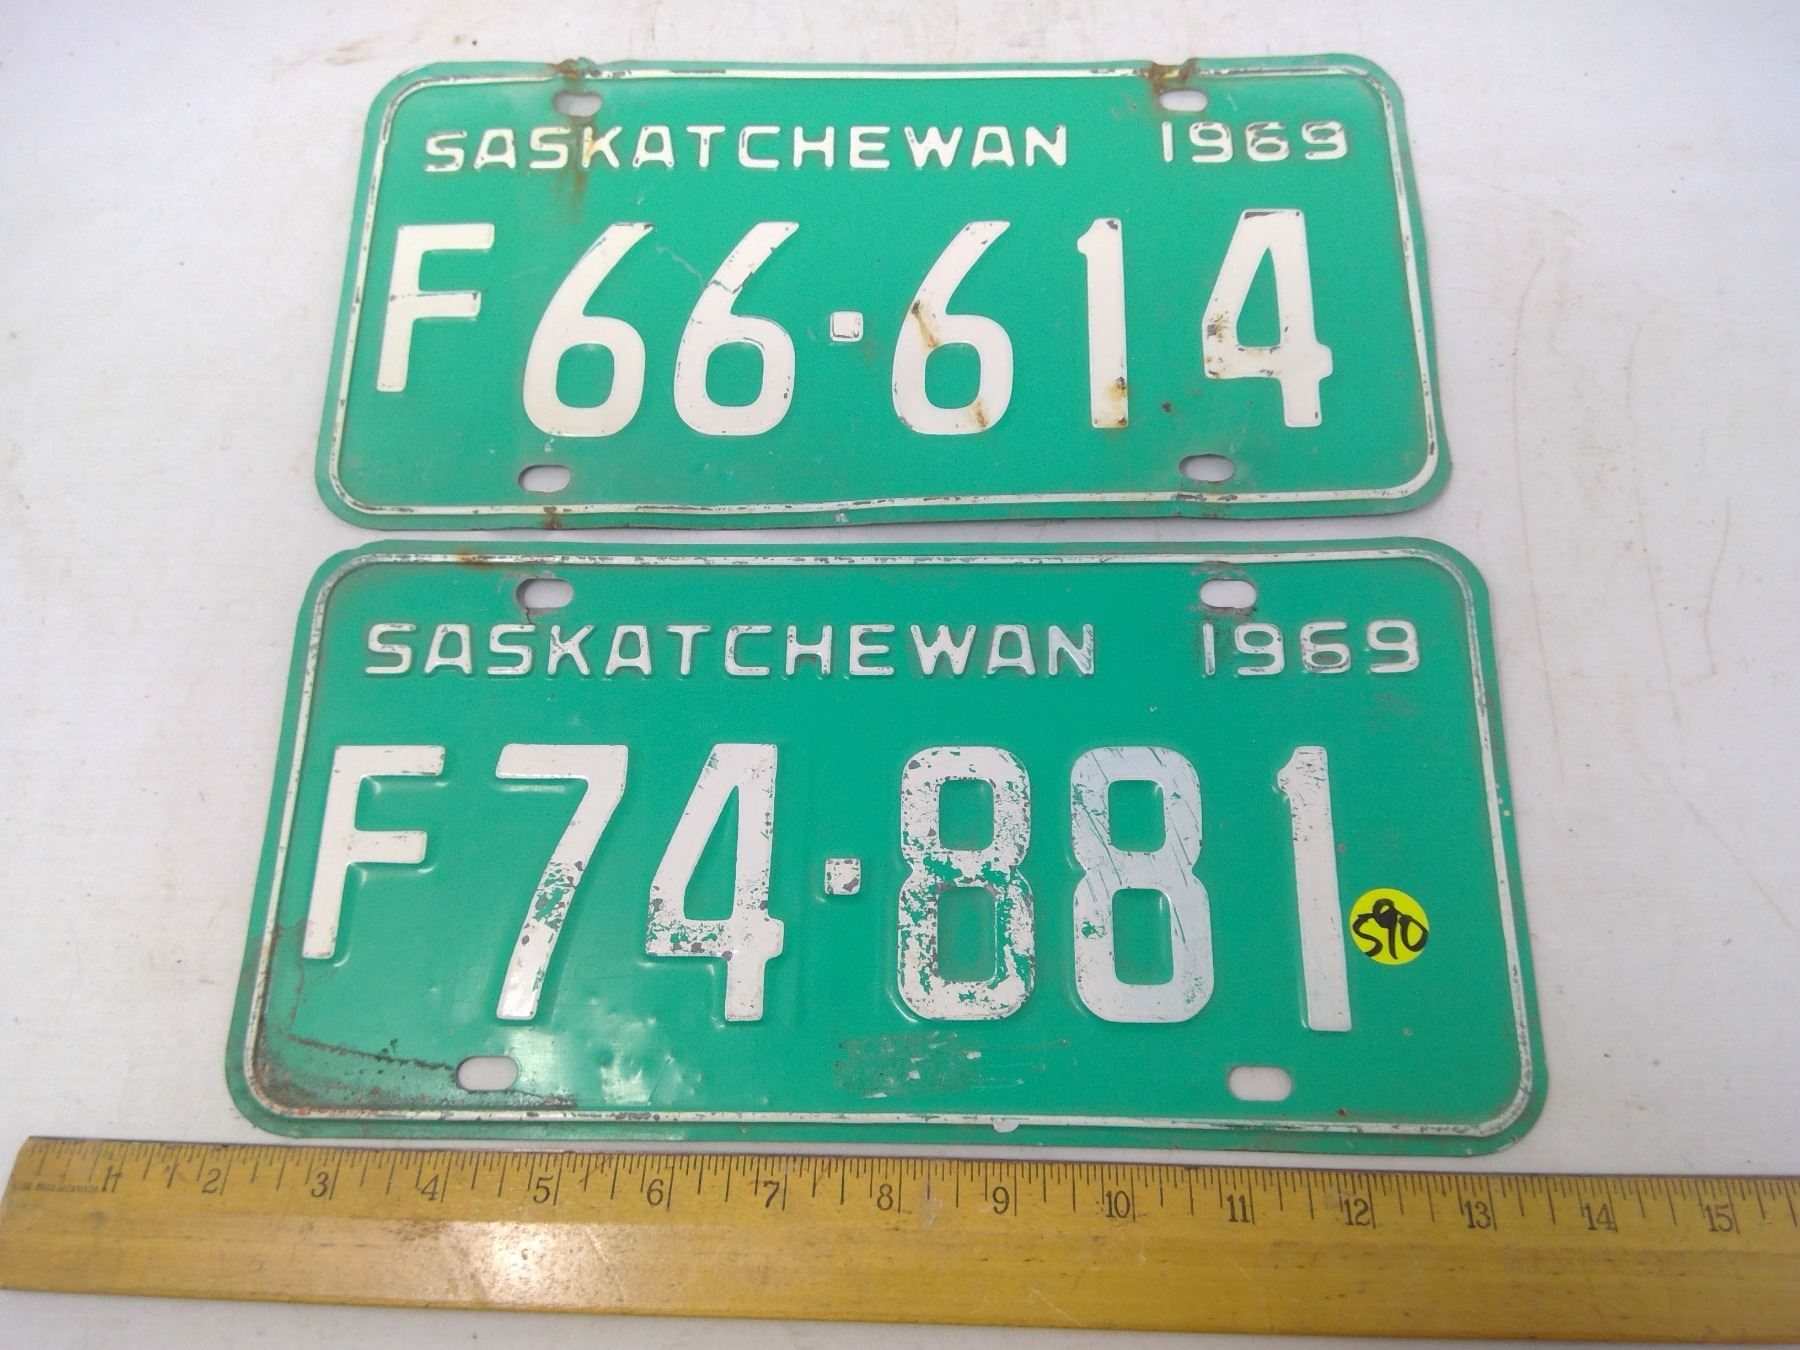 SASKATCHEWAN 1969
F66·614
SASKATCHEWAN 1969
F74·881
590
1 2 3 4 5 6 7 8 9 10 11 12 13 14 15